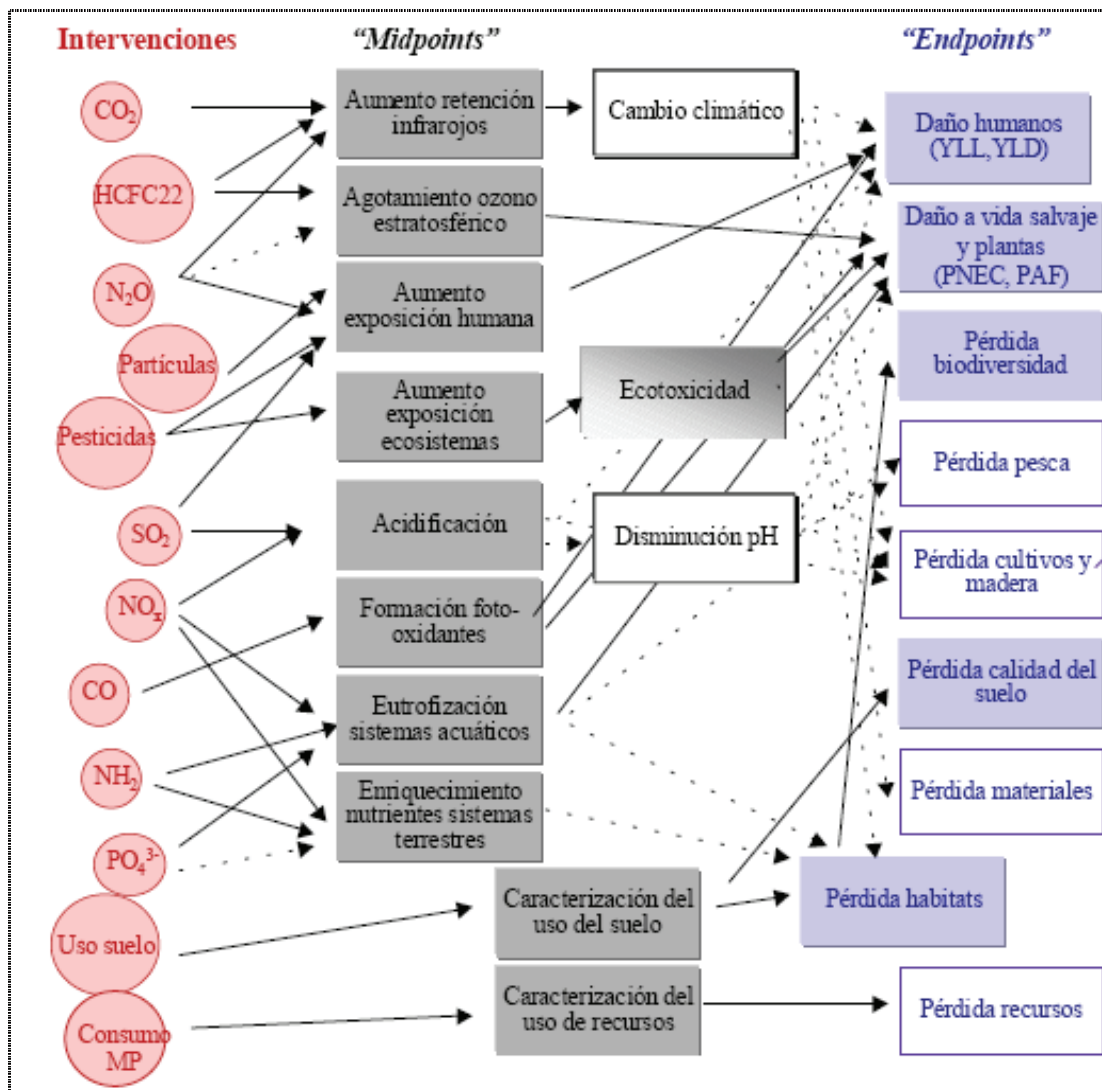 Intervenciones
“Midpoints”
“Endpoints”
CO₂
HCFC22
N₂O
Partículas
Pesticidas
SO₂
NOₓ
CO
NH₂
PO₄³⁻
Uso suelo
Consumo
MP
Aumento retención
infrarojos
Agotamiento ozono
estratosférico
Aumento
exposición humana
Aumento
exposición
ecosistemas
Acidificación
Formación foto-
oxidantes
Eutrofización
sistemas acuáticos
Enriquecimiento
nutrientes sistemas
terrestres
Caracterización del
uso del suelo
Caracterización del
uso de recursos
Cambio climático
Ecotoxicidad
Disminución pH
Daño humanos
(YLL,YLD)
Daño a vida salvaje
y plantas
(PNEC, PAF)
Pérdida
biodiversidad
Pérdida pesca
Pérdida cultivos y
madera
Pérdida calidad del
suelo
Pérdida materiales
Pérdida habitats
Pérdida recursos